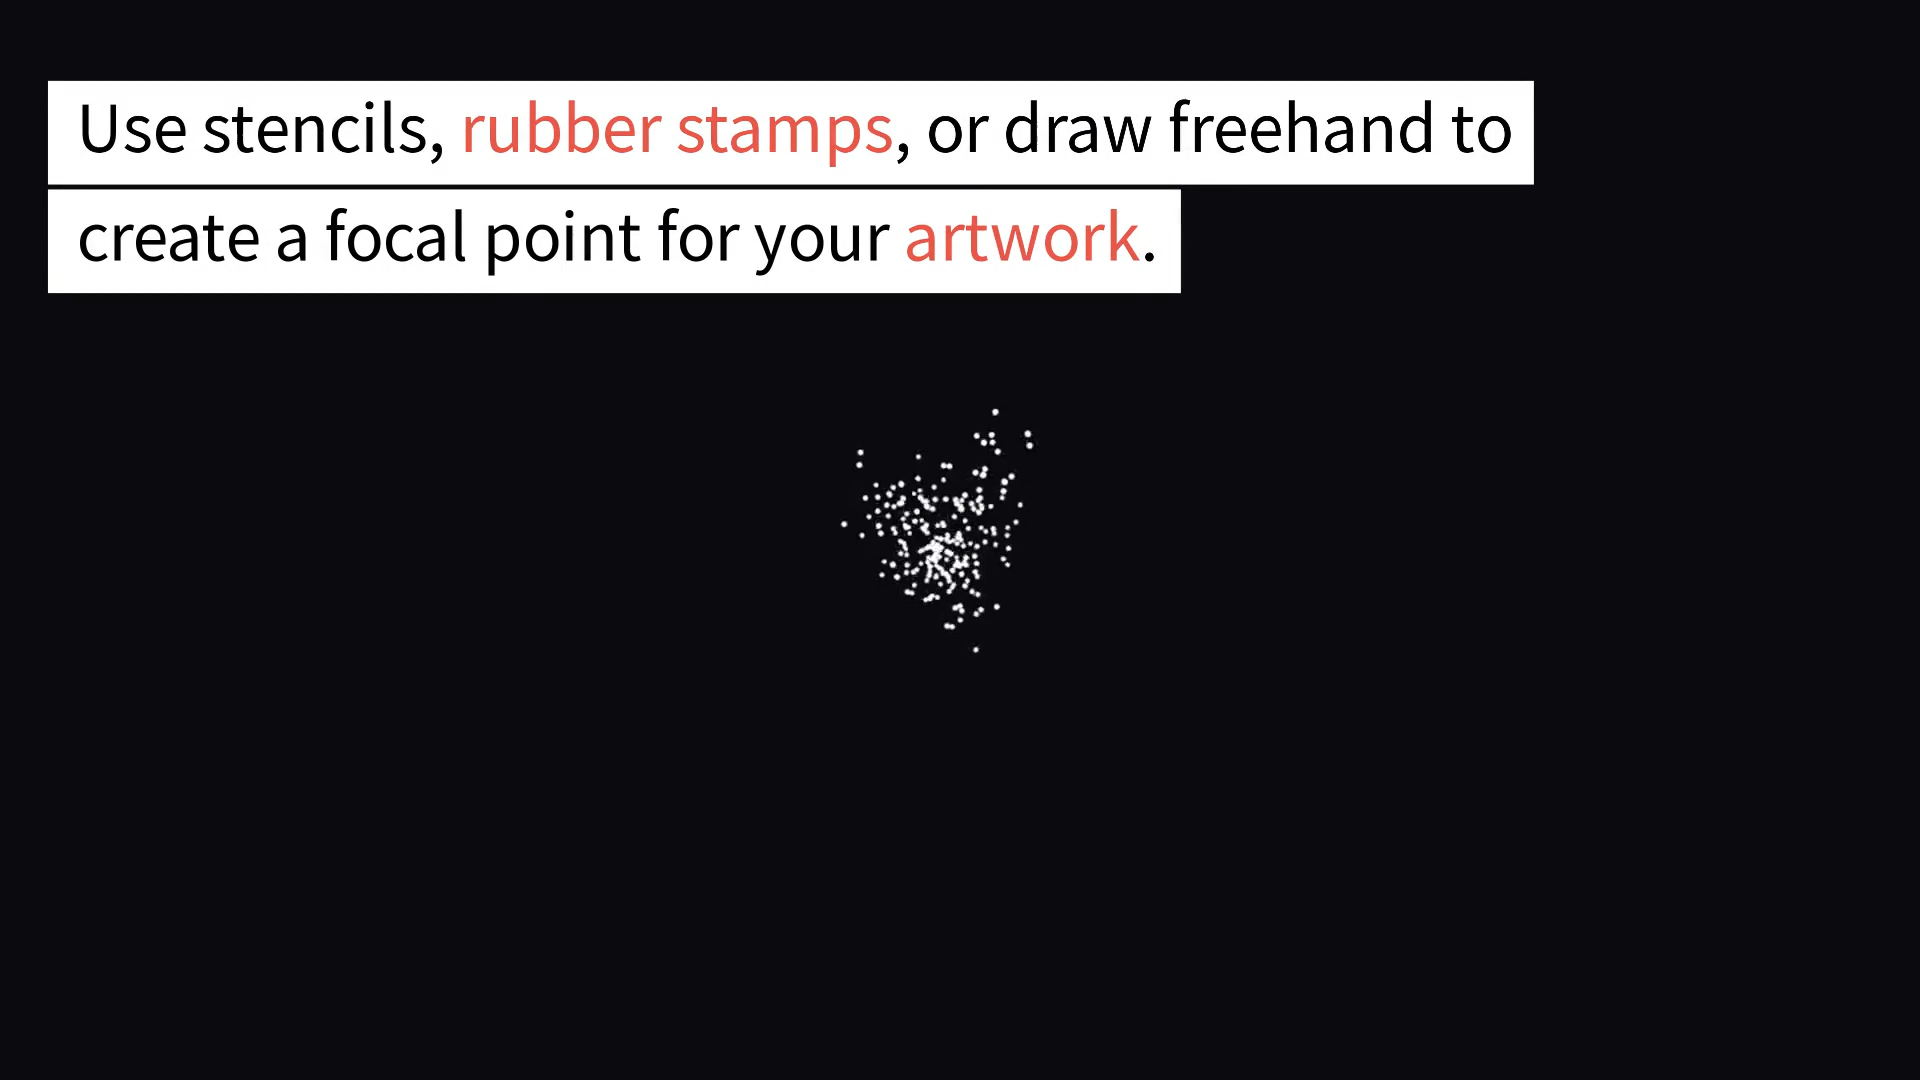 Use stencils, rubber stamps, or draw freehand to
create a focal point for your artwork.